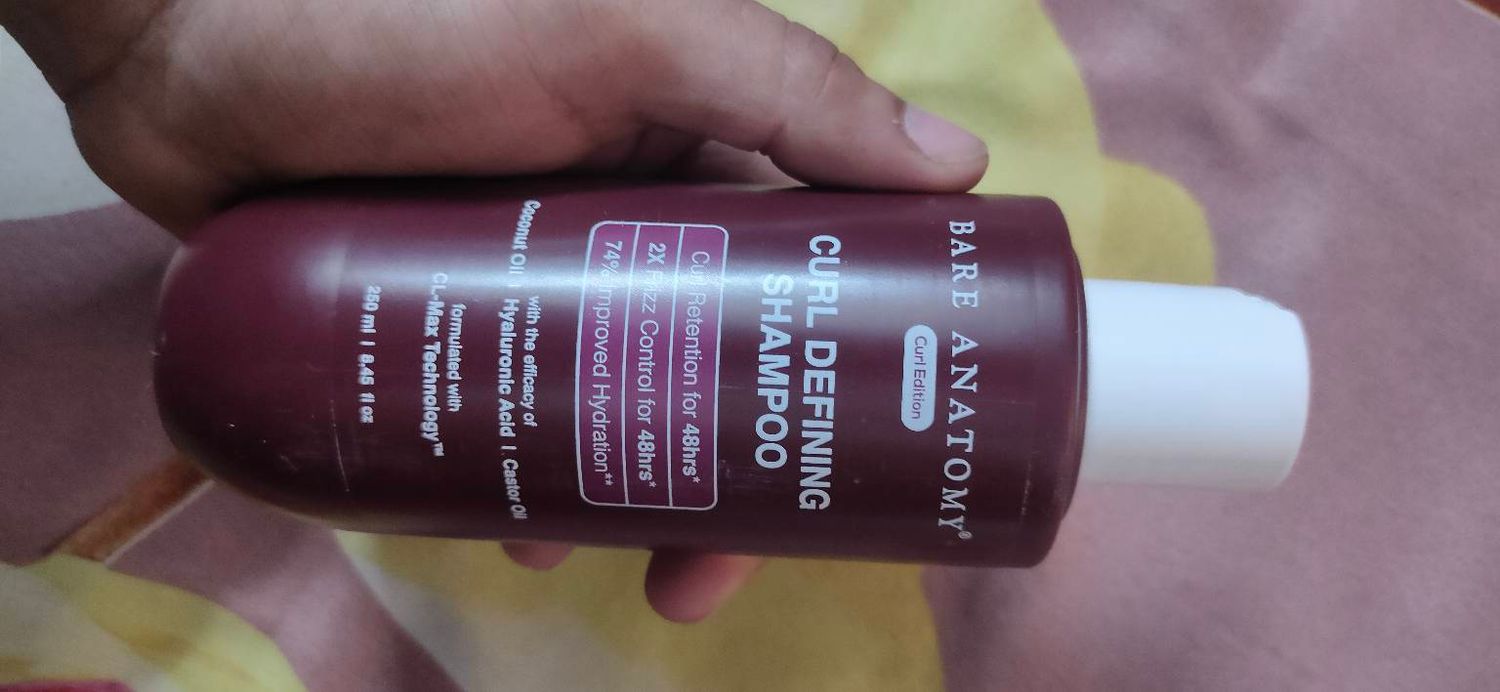 BARE ANATOMY®
Curl Edition
CURL DEFINING
SHAMPOO
Curl Retention for 48hrs*
2X Frizz Control for 48hrs*
74% Improved Hydration**
with the efficacy of
Coconut Oil | Hyaluronic Acid | Castor Oil
formulated with
CL-Max Technology™
250 ml | 8.45 fl oz